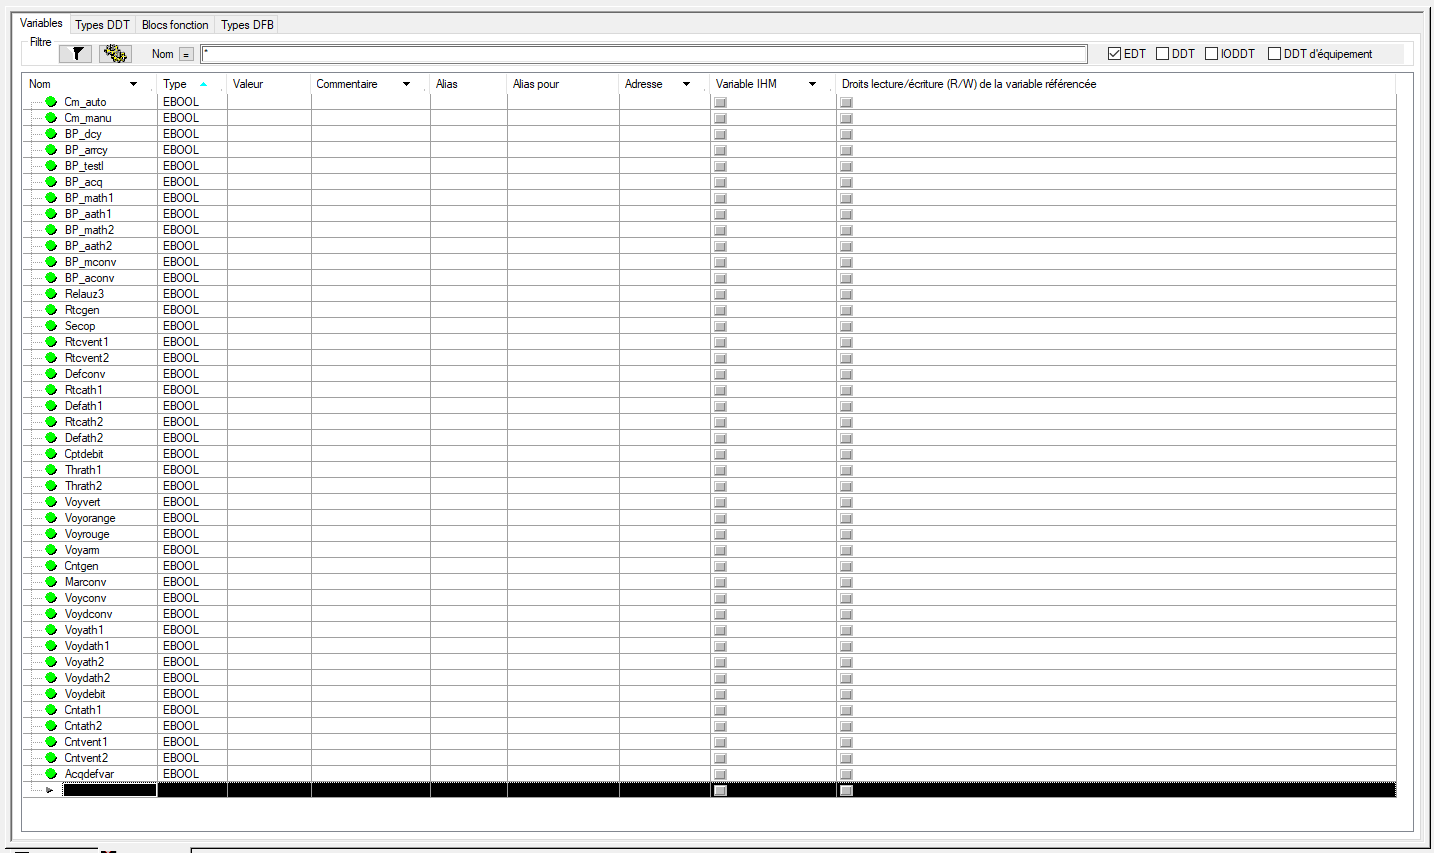 Variables Types DDT Blocs fonction Types DFB
Filtre
Nom = * EDT DDT IODDT DDT d'équipement
Nom Type Valeur Commentaire Alias Alias pour Adresse Variable IHM Droits lecture/écriture (R/W) de la variable référencée
Cm_auto EBOOL
Cm_manu EBOOL
BP_dcy EBOOL
BP_arrcy EBOOL
BP_testl EBOOL
BP_acq EBOOL
BP_math1 EBOOL
BP_aath1 EBOOL
BP_math2 EBOOL
BP_aath2 EBOOL
BP_mconv EBOOL
BP_aconv EBOOL
Relauz3 EBOOL
Rtcgen EBOOL
Secop EBOOL
Rtcvent1 EBOOL
Rtcvent2 EBOOL
Defconv EBOOL
Rtcath1 EBOOL
Defath1 EBOOL
Rtcath2 EBOOL
Defath2 EBOOL
Cptdebit EBOOL
Thrath1 EBOOL
Thrath2 EBOOL
Voyvert EBOOL
Voyorange EBOOL
Voyrouge EBOOL
Voyarm EBOOL
Cntgen EBOOL
Marconv EBOOL
Voyconv EBOOL
Voydconv EBOOL
Voyath1 EBOOL
Voydath1 EBOOL
Voyath2 EBOOL
Voydath2 EBOOL
Voydebit EBOOL
Cntath1 EBOOL
Cntath2 EBOOL
Cntvent1 EBOOL
Cntvent2 EBOOL
Acqdefvar EBOOL